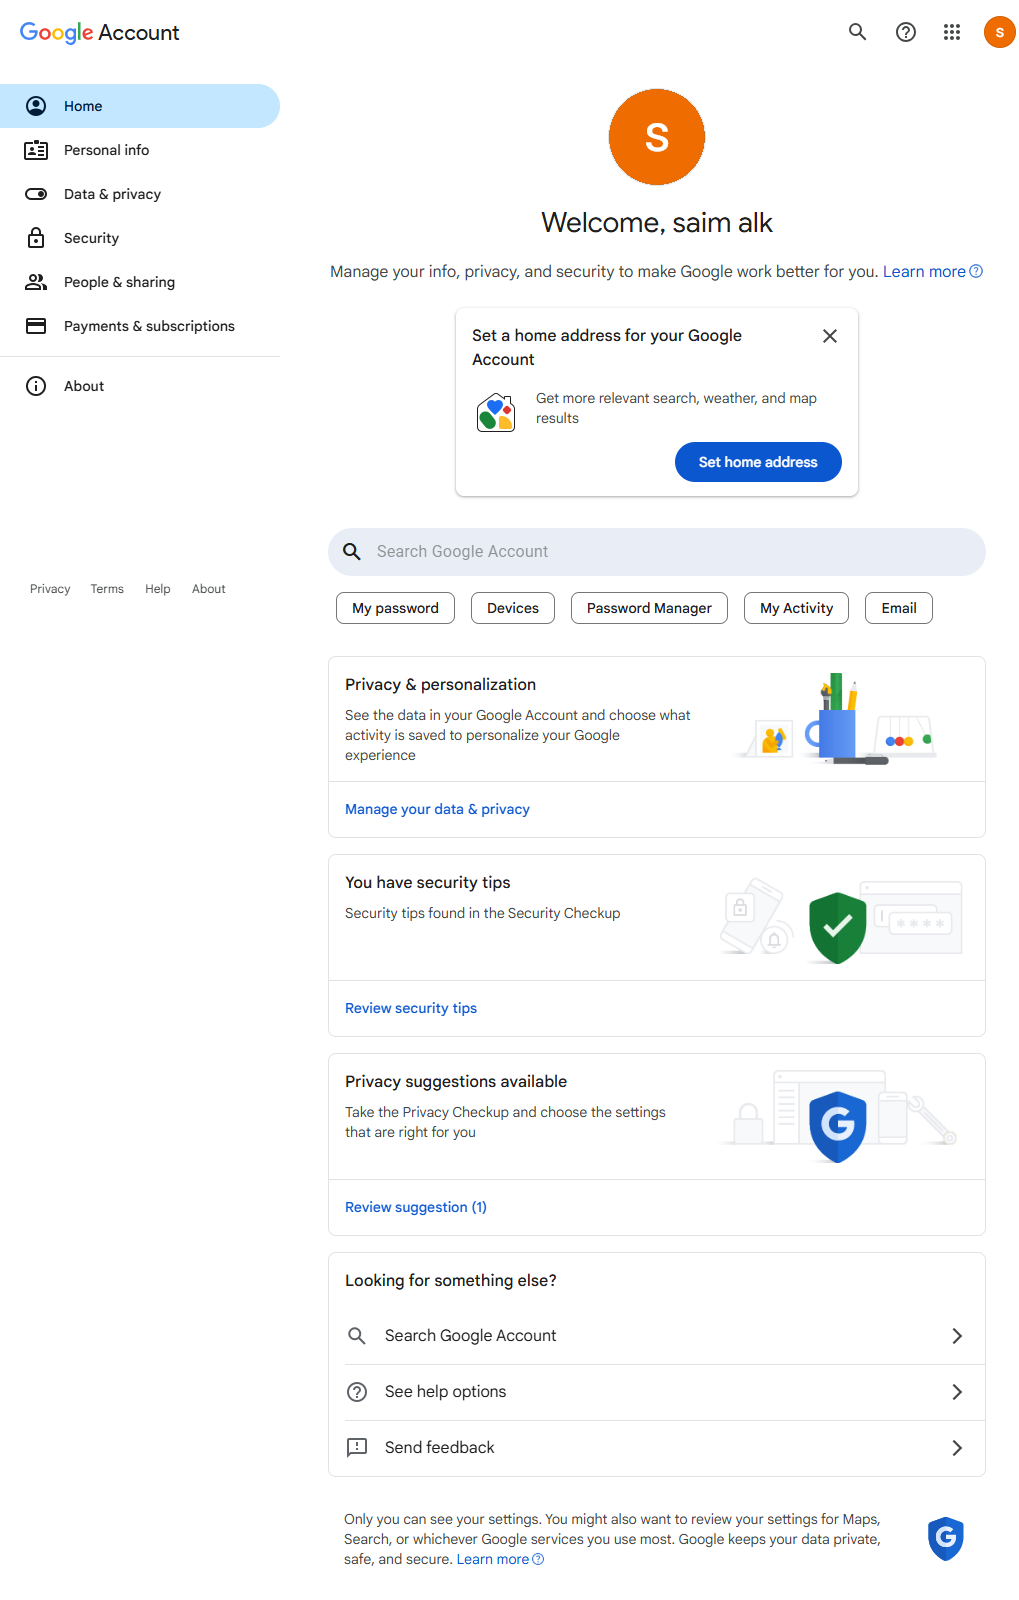 Google Account
S
Home
Personal info
Data & privacy
Security
People & sharing
Payments & subscriptions
About
Privacy Terms Help About
S
Welcome, saim alk
Manage your info, privacy, and security to make Google work better for you. Learn more
Set a home address for your Google
Account
Get more relevant search, weather, and map
results
Set home address
Search Google Account
My password
Devices
Password Manager
My Activity
Email
Privacy & personalization
See the data in your Google Account and choose what
activity is saved to personalize your Google
experience
Manage your data & privacy
You have security tips
Security tips found in the Security Checkup
****
Review security tips
Privacy suggestions available
Take the Privacy Checkup and choose the settings
that are right for you
G
Review suggestion (1)
Looking for something else?
Search Google Account
See help options
Send feedback
Only you can see your settings. You might also want to review your settings for Maps,
Search, or whichever Google services you use most. Google keeps your data private,
safe, and secure. Learn more
G